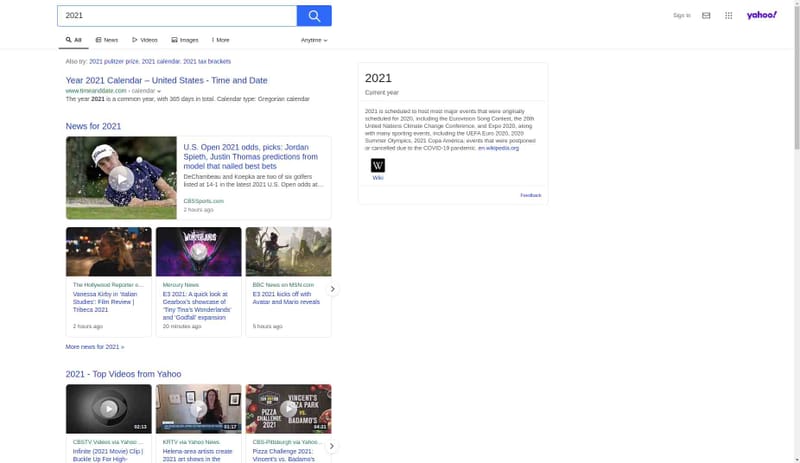 2021
Sign In
yahoo!
All
News
Videos
Images
More
Anytime
Also try: 2021 pulitzer prize, 2021 calendar, 2021 tax brackets
Year 2021 Calendar – United States - Time and Date
www.timeanddate.com › calendar
The year 2021 is a common year, with 365 days in total. Calendar type: Gregorian calendar
News for 2021
U.S. Open 2021 odds, picks: Jordan
Spieth, Justin Thomas predictions from
model that nailed best bets
DeChambeau and Koepka are two of six golfers
listed at 14-1 in the latest 2021 U.S. Open odds at…
CBSSports.com
2 hours ago
The Hollywood Reporter e…
Vanessa Kirby in 'Italian
Studies': Film Review |
Tribeca 2021
2 hours ago
WONDERLANDS
Mercury News
E3 2021: A quick look at
Gearbox's showcase of
'Tiny Tina's Wonderlands'
and 'Godfall' expansion
20 minutes ago
BBC News on MSN.com
E3 2021 kicks off with
Avatar and Mario reveals
5 hours ago
More news for 2021 »
2021 - Top Videos from Yahoo
02:13
CBSTV Videos via Yahoo …
Infinite (2021 Movie) Clip |
Buckle Up For High-
01:17
KRTV via Yahoo News
Helena-area artists create
2021 art shows in the
PIZZA
CHALLENGE
2021
VINCENT'S
PIZZA PARK
VS.
BADAMO'S
04:21
CBS-Pittsburgh via Yahoo…
Pizza Challenge 2021:
Vincent's vs. Badamo's
2021
Current year
2021 is scheduled to host most major events that were originally
scheduled for 2020, including the Eurovision Song Contest, the 26th
United Nations Climate Change Conference, and Expo 2020, along
with many sporting events, including the UEFA Euro 2020, 2020
Summer Olympics, 2021 Copa América; events that were postponed
or cancelled due to the COVID-19 pandemic. en.wikipedia.org
W
Wiki
Feedback